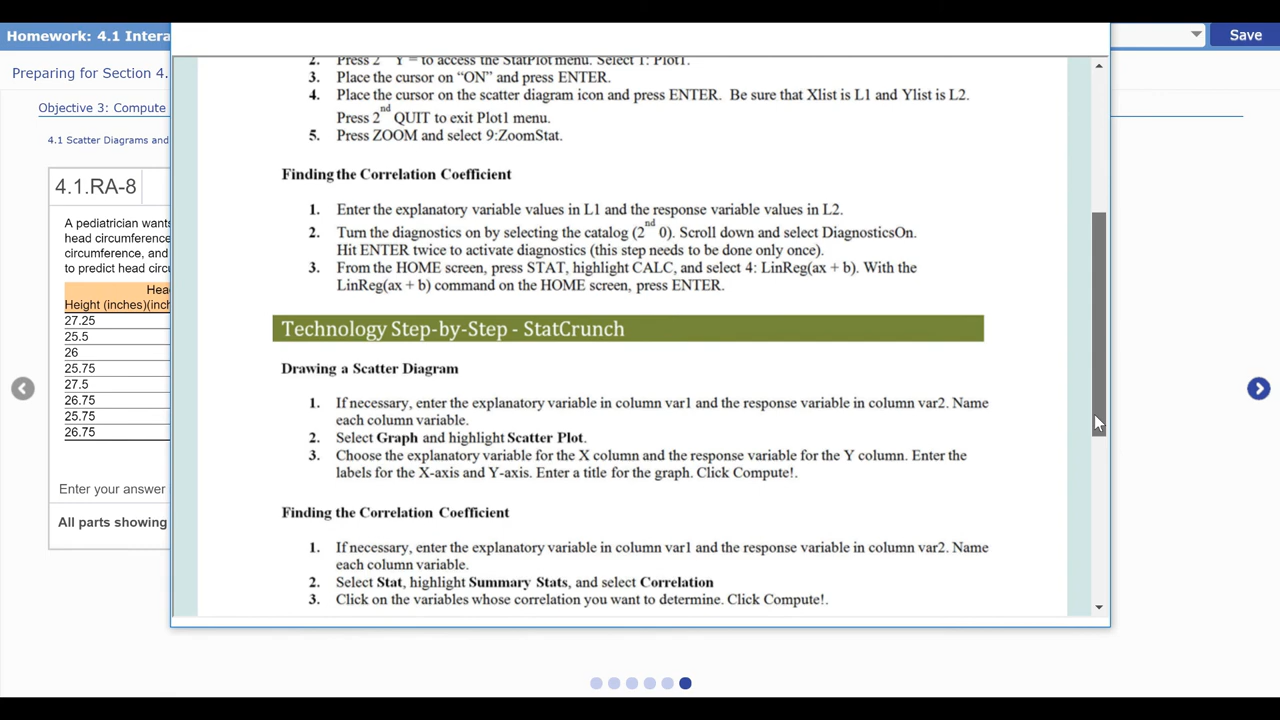 Homework: 4.1 Intera
Save
Preparing for Section 4.
Objective 3: Compute
4.1 Scatter Diagrams and
4.1.RA-8
A pediatrician wants
head circumference
circumference, and
to predict head circu
Hea
Height (inches)(inch
27.25
25.5
26
25.75
27.5
26.75
25.75
26.75
Enter your answer
All parts showing
2. Press 2 Y = to access the StatPlot menu. Select 1: Plot1.
3. Place the cursor on “ON” and press ENTER.
4. Place the cursor on the scatter diagram icon and press ENTER. Be sure that Xlist is L1 and Ylist is L2.
Press 2nd QUIT to exit Plot1 menu.
5. Press ZOOM and select 9:ZoomStat.
Finding the Correlation Coefficient
1. Enter the explanatory variable values in L1 and the response variable values in L2.
2. Turn the diagnostics on by selecting the catalog (2nd 0). Scroll down and select DiagnosticsOn.
Hit ENTER twice to activate diagnostics (this step needs to be done only once).
3. From the HOME screen, press STAT, highlight CALC, and select 4: LinReg(ax + b). With the
LinReg(ax + b) command on the HOME screen, press ENTER.
Technology Step-by-Step - StatCrunch
Drawing a Scatter Diagram
1. If necessary, enter the explanatory variable in column var1 and the response variable in column var2. Name
each column variable.
2. Select Graph and highlight Scatter Plot.
3. Choose the explanatory variable for the X column and the response variable for the Y column. Enter the
labels for the X-axis and Y-axis. Enter a title for the graph. Click Compute!.
Finding the Correlation Coefficient
1. If necessary, enter the explanatory variable in column var1 and the response variable in column var2. Name
each column variable.
2. Select Stat, highlight Summary Stats, and select Correlation
3. Click on the variables whose correlation you want to determine. Click Compute!.